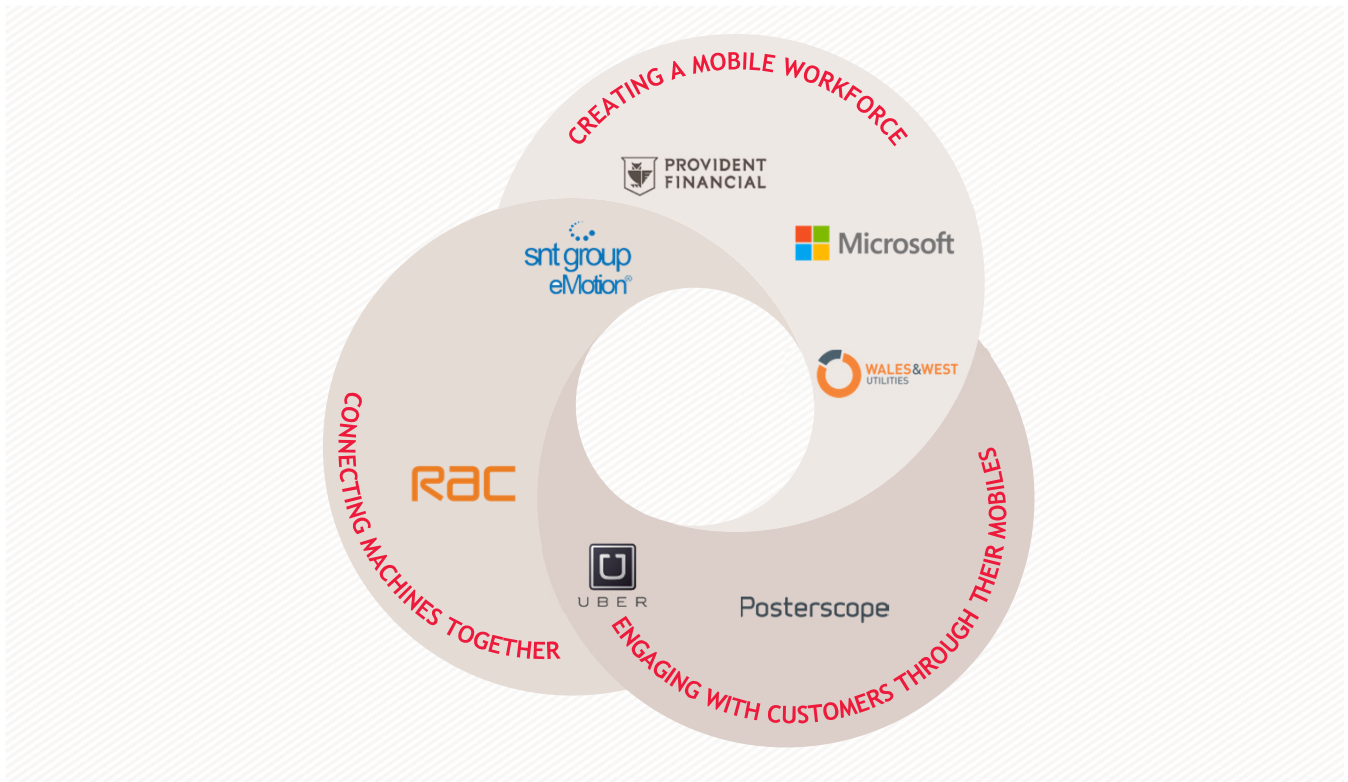 CREATING A MOBILE WORKFORCE
PROVIDENT
FINANCIAL
Microsoft
snt group
eMotion®
WALES&WEST
UTILITIES
CONNECTING MACHINES TOGETHER
RAC
UBER
Posterscope
ENGAGING WITH CUSTOMERS THROUGH THEIR MOBILES